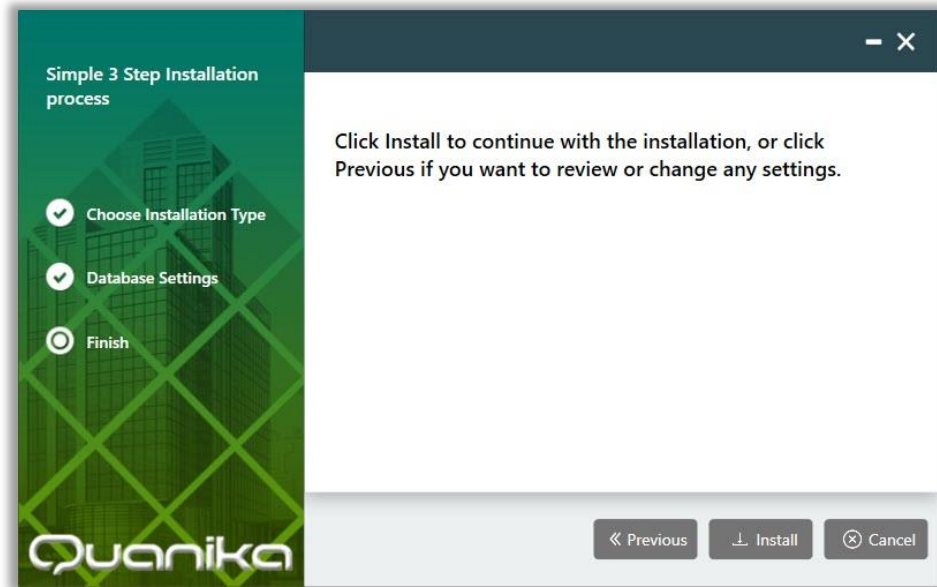 Simple 3 Step Installation
process
Choose Installation Type
Database Settings
Finish
Quanika
Click Install to continue with the installation, or click
Previous if you want to review or change any settings.
Previous
Install
Cancel